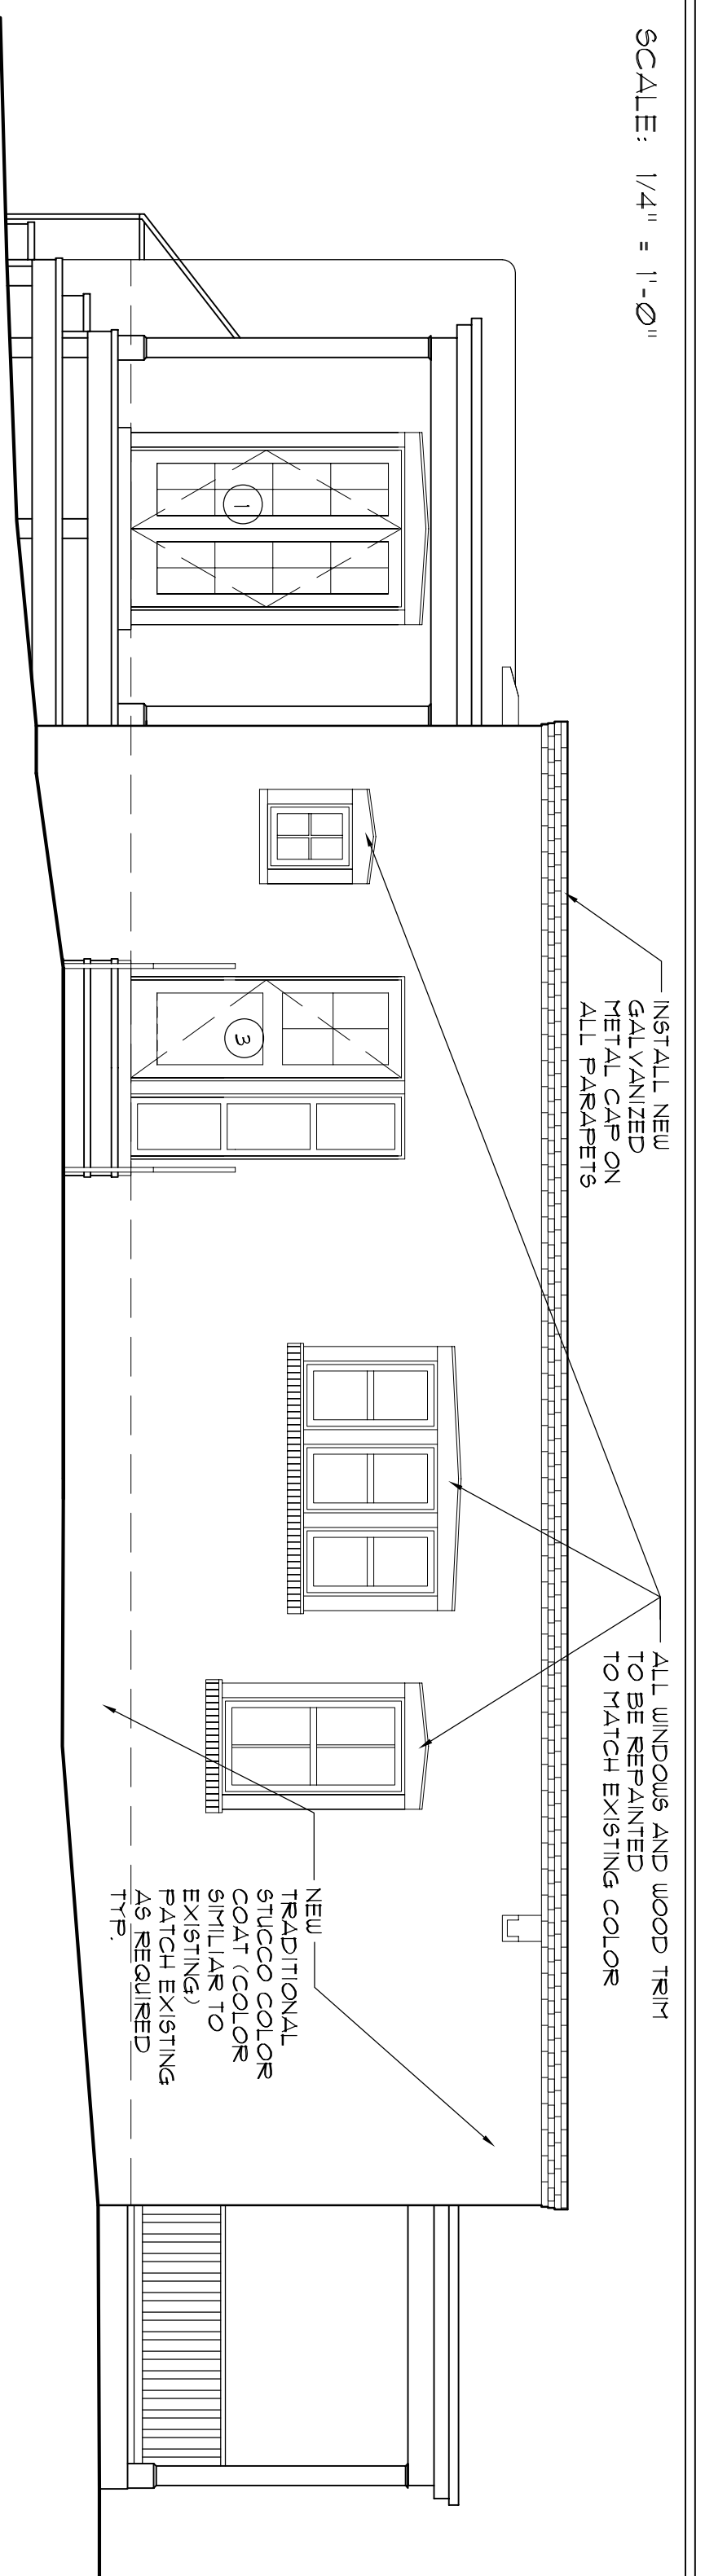 SCALE: 1/4" = 1'-0"
INSTALL NEW
GALVANIZED
METAL CAP ON
ALL PARAPETS
ALL WINDOWS AND WOOD TRIM
TO BE REPAINTED
TO MATCH EXISTING COLOR
1
3
NEW
TRADITIONAL
STUCCO COLOR
COAT (COLOR
SIMILIAR TO
EXISTING)
PATCH EXISTING
AS REQUIRED
TYP.